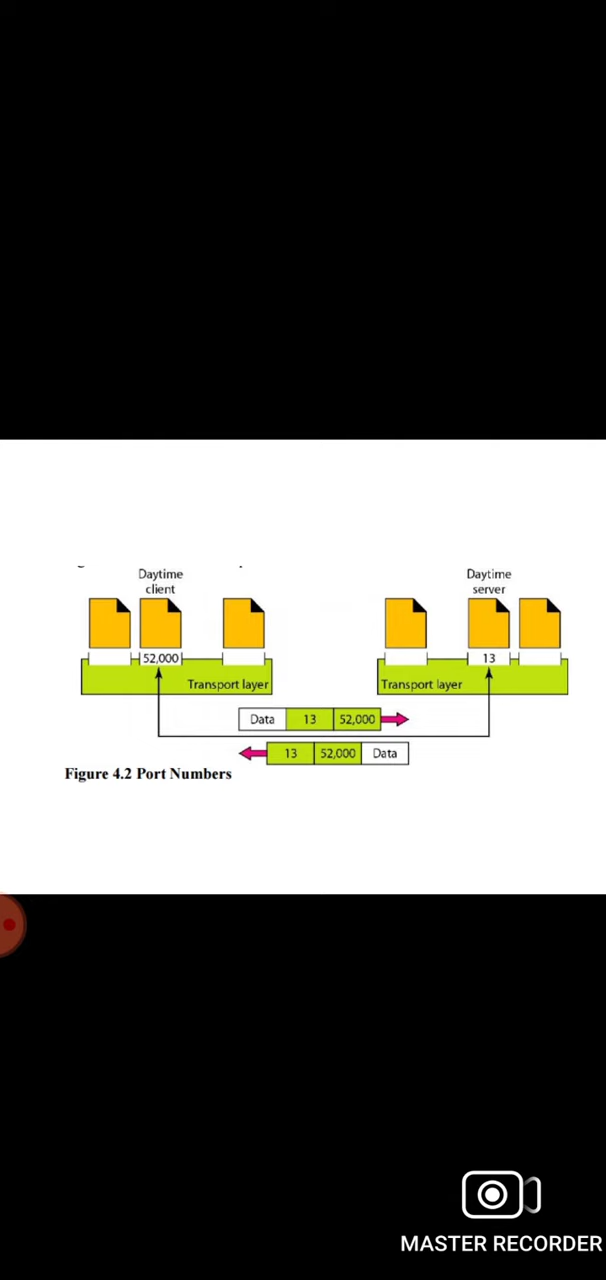 Daytime
client
Daytime
server
52,000
13
Transport layer
Transport layer
Data 13 52,000
13 52,000 Data
Figure 4.2 Port Numbers
MASTER RECORDER